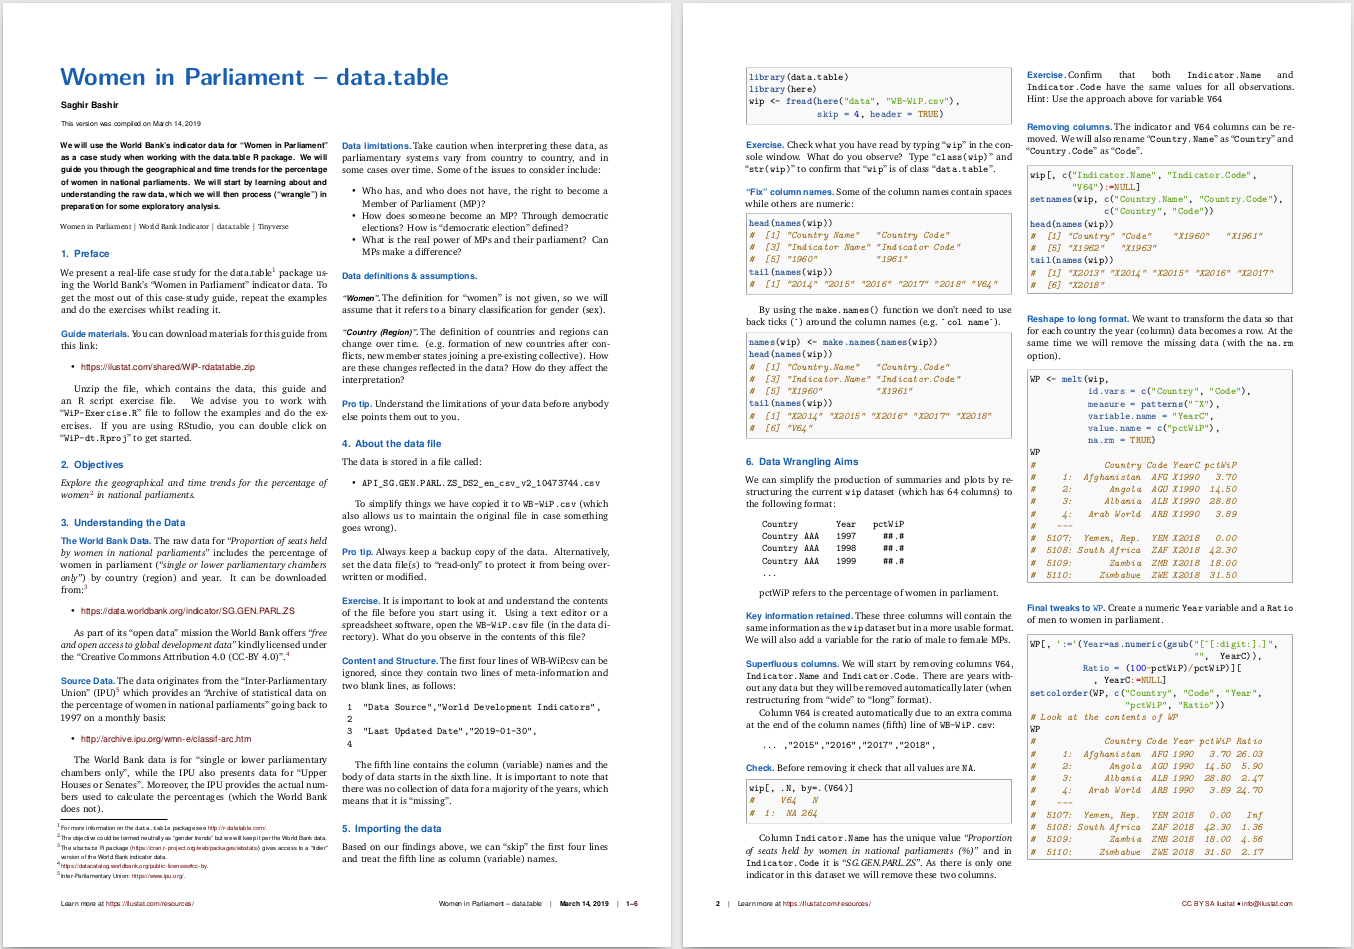 Women in Parliament – data.table
Saghir Bashir
This version was compiled on March 14, 2019
We will use the World Bank's indicator data for “Women in Parliament”
as a case study when working with the data.table R package. We will
guide you through the geographical and time trends for the percentage
of women in national parliaments. We will start by learning about and
understanding the raw data, which we will then process (“wrangle”) in
preparation for some exploratory analysis.
Women in Parliament | World Bank Indicator | data.table | Tinyverse
1. Preface
We present a real-life case study for the data.table1 package us-
ing the World Bank's “Women in Parliament” indicator data. To
get the most out of this case-study guide, repeat the examples
and do the exercises whilst reading it.
Guide materials. You can download materials for this guide from
this link:
• https://ilustat.com/shared/WiP-rdatatable.zip
Unzip the file, which contains the data, this guide and
an R script exercise file. We advise you to work with
“WiP-Exercise.R” file to follow the examples and do the ex-
ercises. If you are using RStudio, you can double click on
“WiP-dt.Rproj” to get started.
2. Objectives
Explore the geographical and time trends for the percentage of
women2 in national parliaments.
3. Understanding the Data
The World Bank Data. The raw data for “Proportion of seats held
by women in national parliaments” includes the percentage of
women in parliament (“single or lower parliamentary chambers
only”) by country (region) and year. It can be downloaded
from:3
• https://data.worldbank.org/indicator/SG.GEN.PARL.ZS
As part of its “open data” mission the World Bank offers “free
and open access to global development data” kindly licensed under
the “Creative Commons Attribution 4.0 (CC-BY 4.0)”.4
Source Data. The data originates from the “Inter-Parliamentary
Union” (IPU)5 which provides an “Archive of statistical data on
the percentage of women in national parliaments” going back to
1997 on a monthly basis:
• http://archive.ipu.org/wmn-e/classif-arc.htm
The World Bank data is for “single or lower parliamentary
chambers only”, while the IPU also presents data for “Upper
Houses or Senates”. Moreover, the IPU provides the actual num-
bers used to calculate the percentages (which the World Bank
does not).
1 For more information on the data.table package see http://r-datatable.com/.
2 The objective could be termed neutrally as “gender trends” but we will keep it per the World Bank data.
3 The wbstats R package (https://cran.r-project.org/web/packages/wbstats) gives access to a “tidier”
version of the World Bank indicator data.
4 https://datacatalog.worldbank.org/public-licenses#cc-by.
5 Inter-Parliamentary Union: https://www.ipu.org/.
Data limitations. Take caution when interpreting these data, as
parliamentary systems vary from country to country, and in
some cases over time. Some of the issues to consider include:
• Who has, and who does not have, the right to become a
Member of Parliament (MP)?
• How does someone become an MP? Through democratic
elections? How is “democratic election” defined?
• What is the real power of MPs and their parliament? Can
MPs make a difference?
Data definitions & assumptions.
“Women”. The definition for “women” is not given, so we will
assume that it refers to a binary classification for gender (sex).
“Country (Region)”. The definition of countries and regions can
change over time. (e.g. formation of new countries after con-
flicts, new member states joining a pre-existing collective). How
are these changes reflected in the data? How do they affect the
interpretation?
Pro tip. Understand the limitations of your data before anybody
else points them out to you.
4. About the data file
The data is stored in a file called:
• API_SG.GEN.PARL.ZS_DS2_en_csv_v2_10473744.csv
To simplify things we have copied it to WB-WiP.csv (which
also allows us to maintain the original file in case something
goes wrong).
Pro tip. Always keep a backup copy of the data. Alternatively,
set the data file(s) to “read-only” to protect it from being over-
written or modified.
Exercise. It is important to look at and understand the contents
of the file before you start using it. Using a text editor or a
spreadsheet software, open the WB-WiP.csv file (in the data di-
rectory). What do you observe in the contents of this file?
Content and Structure. The first four lines of WB-WiP.csv can be
ignored, since they contain two lines of meta-information and
two blank lines, as follows:
1 "Data Source","World Development Indicators",
2
3 "Last Updated Date","2019-01-30",
4
The fifth line contains the column (variable) names and the
body of data starts in the sixth line. It is important to note that
there was no collection of data for a majority of the years, which
means that it is “missing”.
5. Importing the data
Based on our findings above, we can “skip” the first four lines
and treat the fifth line as column (variable) names.
Learn more at https://ilustat.com/resources/
Women in Parliament – data.table | March 14, 2019 | 1–6
library(data.table)
library(here)
wip <- fread(here("data", "WB-WiP.csv"),
skip = 4, header = TRUE)
Exercise. Check what you have read by typing “wip” in the con-
sole window. What do you observe? Type “class(wip)” and
“str(wip)” to confirm that “wip” is of class “data.table”.
“Fix” column names. Some of the column names contain spaces
while others are numeric:
head(names(wip))
# [1] "Country Name" "Country Code"
# [3] "Indicator Name" "Indicator Code"
# [5] "1960" "1961"
tail(names(wip))
# [1] "2014" "2015" "2016" "2017" "2018" "V64"
By using the make.names() function we don't need to use
back ticks (`) around the column names (e.g. `col name`).
names(wip) <- make.names(names(wip))
head(names(wip))
# [1] "Country.Name" "Country.Code"
# [3] "Indicator.Name" "Indicator.Code"
# [5] "X1960" "X1961"
tail(names(wip))
# [1] "X2014" "X2015" "X2016" "X2017" "X2018"
# [6] "V64"
6. Data Wrangling Aims
We can simplify the production of summaries and plots by re-
structuring the current wip dataset (which has 64 columns) to
the following format:
Country Year pctWiP
Country AAA 1997 ##.#
Country AAA 1998 ##.#
Country AAA 1999 ##.#
...
pctWiP refers to the percentage of women in parliament.
Key information retained. These three columns will contain the
same information as the wip dataset but in a more usable format.
We will also add a variable for the ratio of male to female MPs.
Superfluous columns. We will start by removing columns V64,
Indicator.Name and Indicator.Code. There are years with-
out any data but they will be removed automatically later (when
restructuring from “wide” to “long” format).
Column V64 is created automatically due to an extra comma
at the end of the column names (fifth) line of WB-WiP.csv:
... ,"2015","2016","2017","2018",
Check. Before removing it check that all values are NA.
wip[, .N, by=.(V64)]
# V64 N
# 1: NA 264
Column Indicator.Name has the unique value “Proportion
of seats held by women in national parliaments (%)” and in
Indicator.Code it is “SG.GEN.PARL.ZS”. As there is only one
indicator in this dataset we will remove these two columns.
Exercise. Confirm that both Indicator.Name and
Indicator.Code have the same values for all observations.
Hint: Use the approach above for variable V64
Removing columns. The indicator and V64 columns can be re-
moved. We will also rename “Country.Name” as “Country” and
“Country.Code” as “Code”.
wip[, c("Indicator.Name", "Indicator.Code",
"V64"):=NULL]
setnames(wip, c("Country.Name", "Country.Code"),
c("Country", "Code"))
head(names(wip))
# [1] "Country" "Code" "X1960" "X1961"
# [5] "X1962" "X1963"
tail(names(wip))
# [1] "X2013" "X2014" "X2015" "X2016" "X2017"
# [6] "X2018"
Reshape to long format. We want to transform the data so that
for each country the year (column) data becomes a row. At the
same time we will remove the missing data (with the na.rm
option).
WP <- melt(wip,
id.vars = c("Country", "Code"),
measure = patterns("^X"),
variable.name = "YearC",
value.name = c("pctWiP"),
na.rm = TRUE)
WP
# Country Code YearC pctWiP
# 1: Afghanistan AFG X1990 3.70
# 2: Angola AGO X1990 14.50
# 3: Albania ALB X1990 28.80
# 4: Arab World ARB X1990 3.89
# ---
# 5107: Yemen, Rep. YEM X2018 0.00
# 5108: South Africa ZAF X2018 42.30
# 5109: Zambia ZMB X2018 18.00
# 5110: Zimbabwe ZWE X2018 31.50
Final tweaks to WP. Create a numeric Year variable and a Ratio
of men to women in parliament.
WP[, `:=`(Year=as.numeric(gsub("[^[:digit:].]",
"", YearC)),
Ratio = (100-pctWiP)/pctWiP)][
, YearC:=NULL]
setcolorder(WP, c("Country", "Code", "Year",
"pctWiP", "Ratio"))
# Look at the contents of WP
WP
# Country Code Year pctWiP Ratio
# 1: Afghanistan AFG 1990 3.70 26.03
# 2: Angola AGO 1990 14.50 5.90
# 3: Albania ALB 1990 28.80 2.47
# 4: Arab World ARB 1990 3.89 24.70
# ---
# 5107: Yemen, Rep. YEM 2018 0.00 Inf
# 5108: South Africa ZAF 2018 42.30 1.36
# 5109: Zambia ZMB 2018 18.00 4.56
# 5110: Zimbabwe ZWE 2018 31.50 2.17
2 | Learn more at https://ilustat.com/resources/
CC BY SA Ilustat • info@ilustat.com